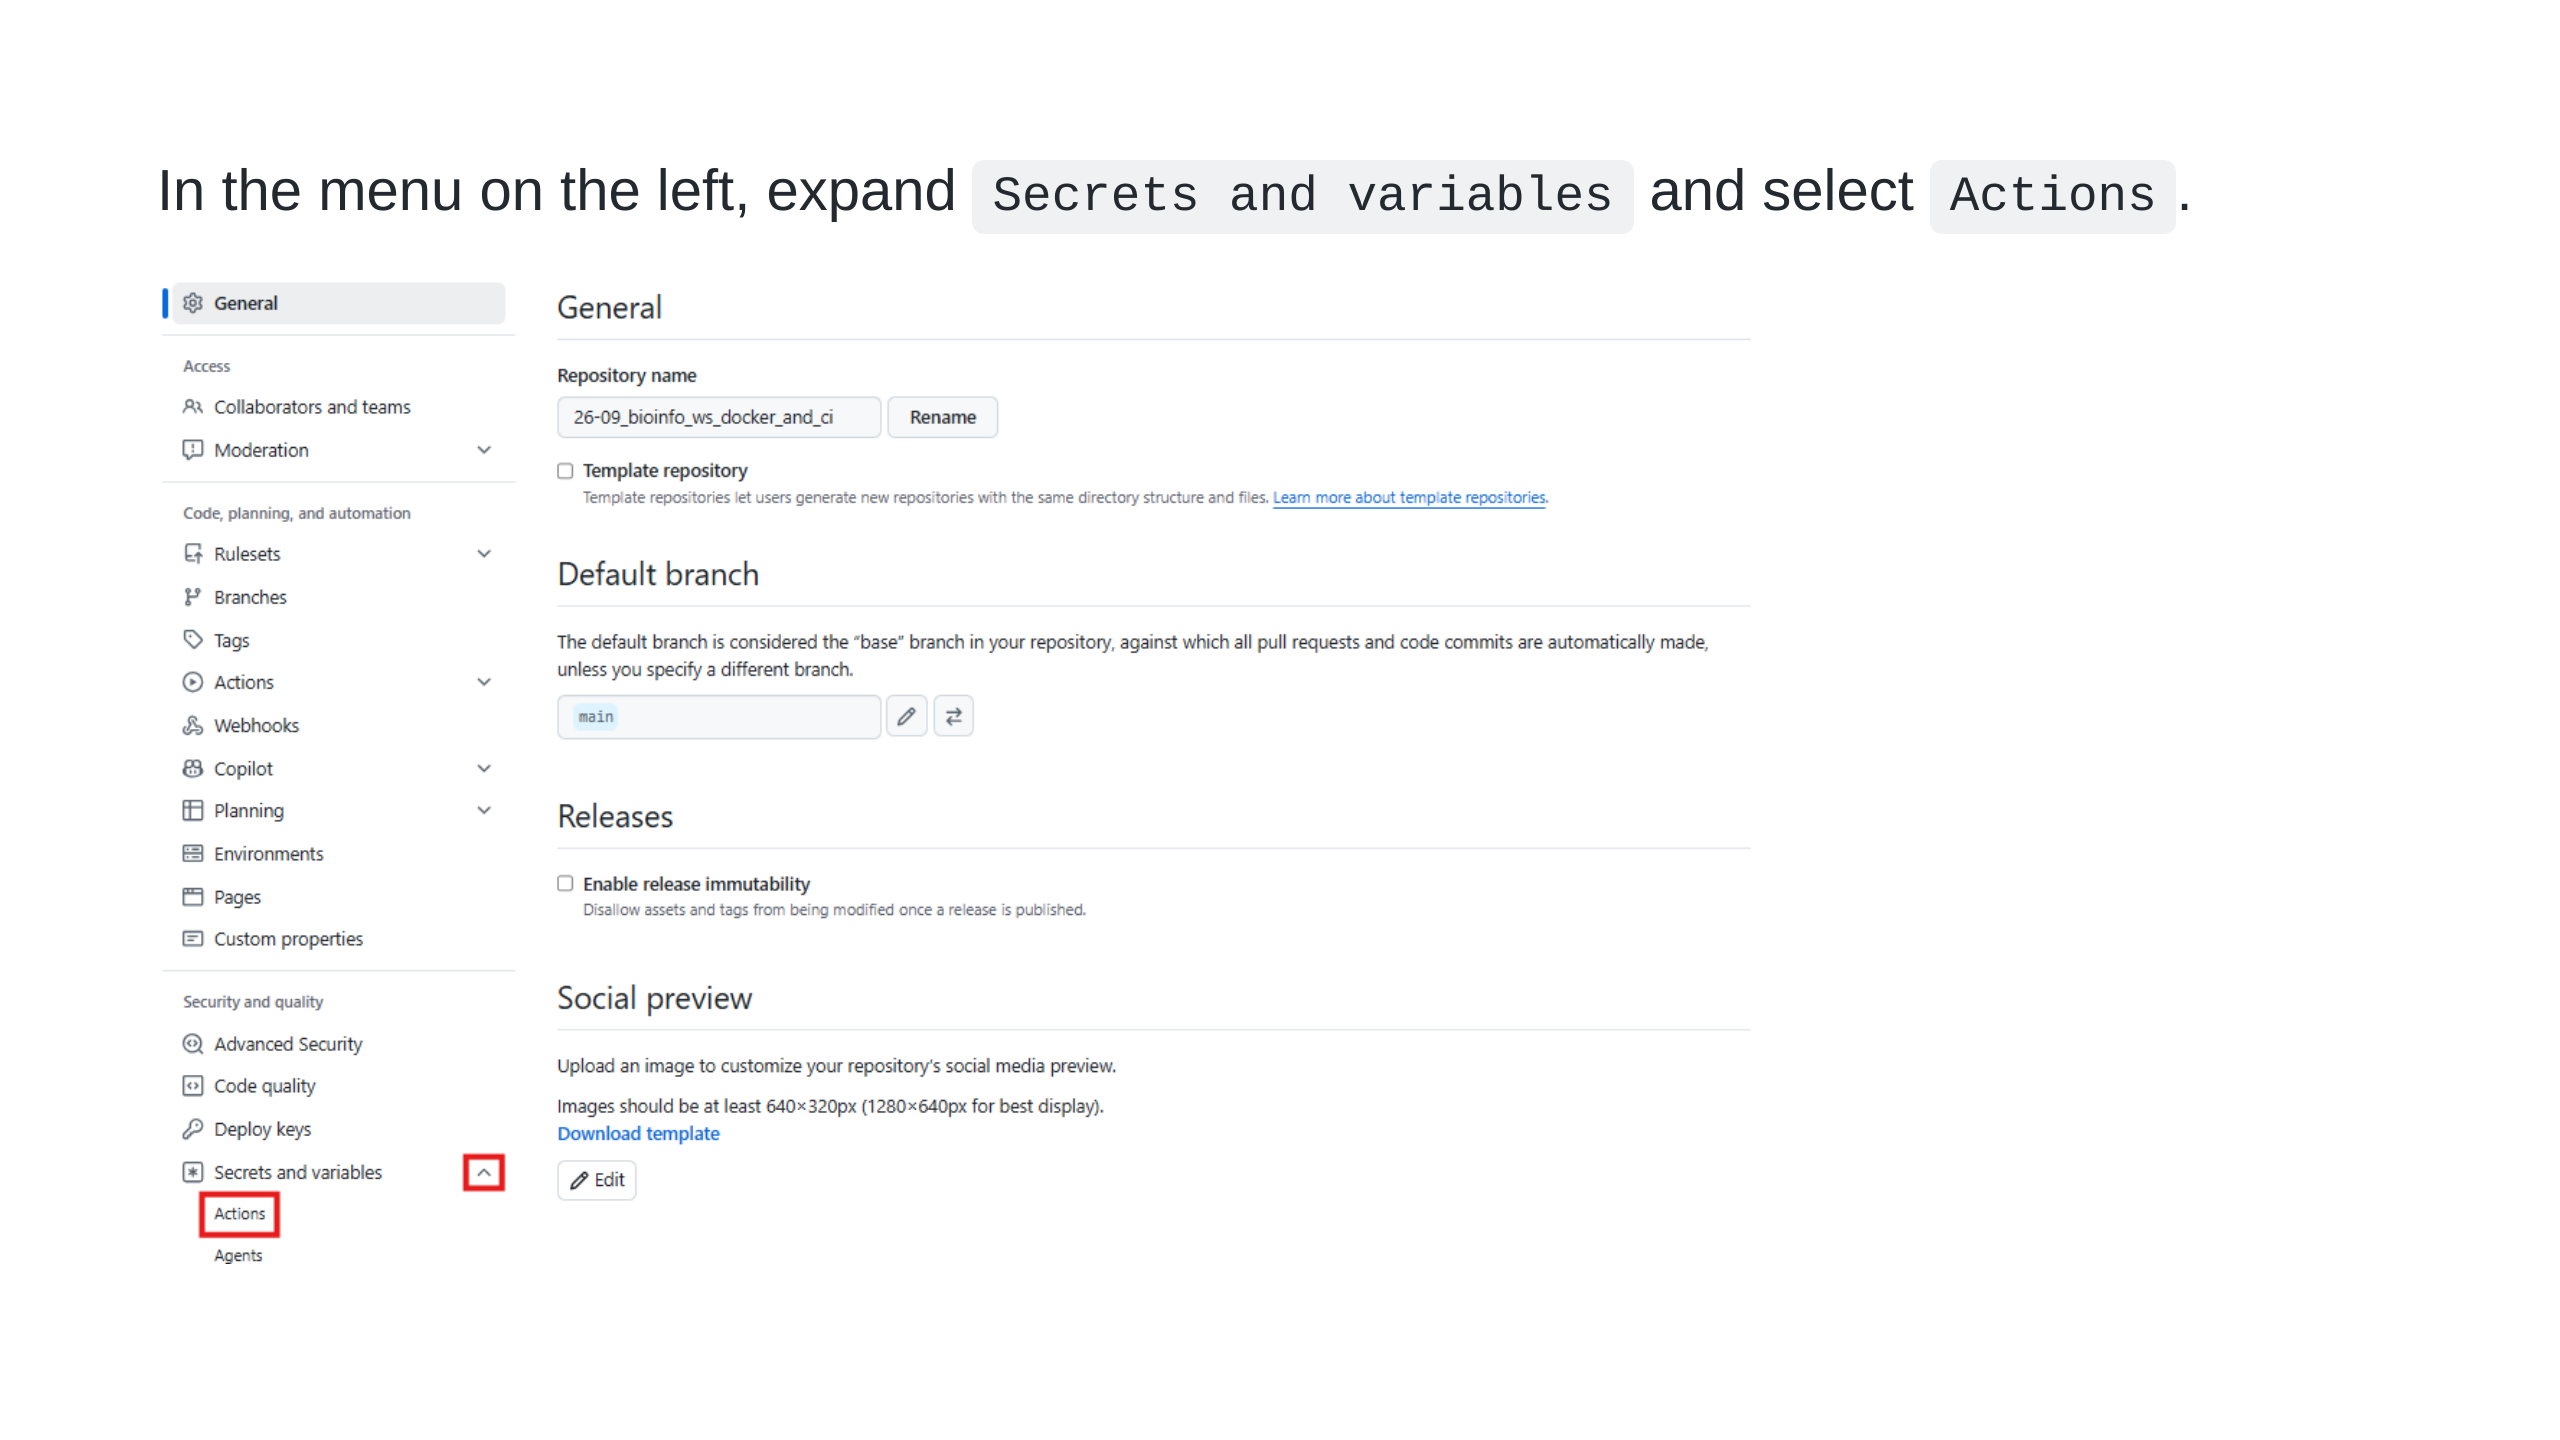 In the menu on the left, expand Secrets and variables and select Actions.
General
Access
Collaborators and teams
Moderation
Code, planning, and automation
Rulesets
Branches
Tags
Actions
Webhooks
Copilot
Planning
Environments
Pages
Custom properties
Security and quality
Advanced Security
Code quality
Deploy keys
Secrets and variables
Actions
Agents
General
Repository name
26-09_bioinfo_ws_docker_and_ci Rename
Template repository
Template repositories let users generate new repositories with the same directory structure and files. Learn more about template repositories.
Default branch
The default branch is considered the “base” branch in your repository, against which all pull requests and code commits are automatically made,
unless you specify a different branch.
main
Releases
Enable release immutability
Disallow assets and tags from being modified once a release is published.
Social preview
Upload an image to customize your repository's social media preview.
Images should be at least 640×320px (1280×640px for best display).
Download template
Edit